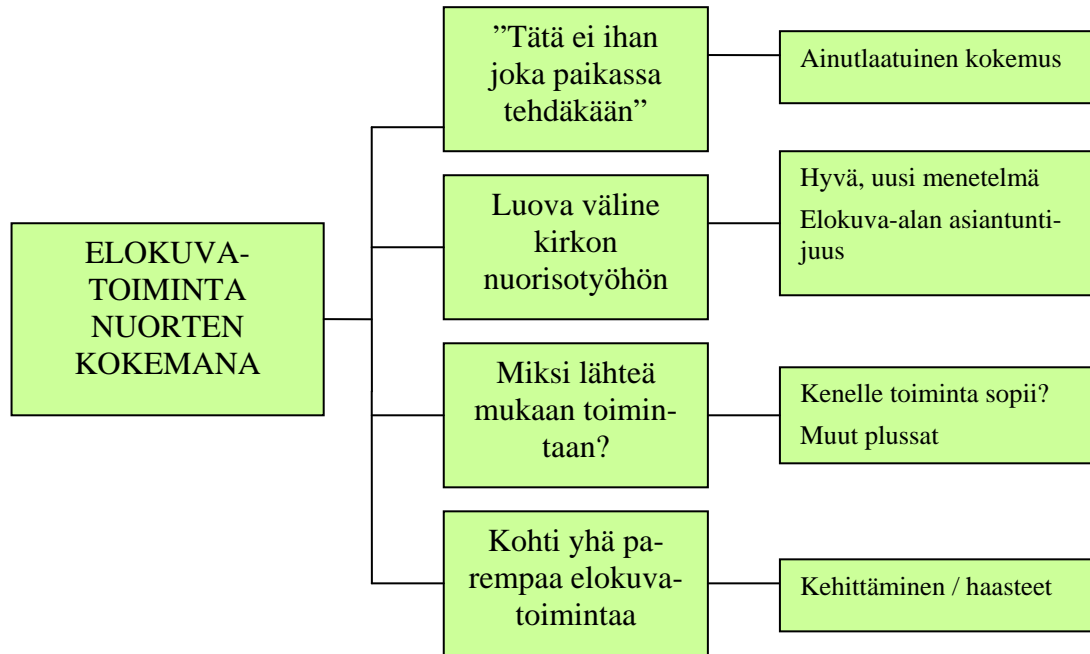 ”Tätä ei ihan
joka paikassa
tehdäkään”
Ainutlaatuinen kokemus
Luova väline
kirkon
nuorisotyöhön
Hyvä, uusi menetelmä
Elokuva-alan asiantunti-
juus
ELOKUVA-
TOIMINTA
NUORTEN
KOKEMANA
Miksi lähteä
mukaan toimin-
taan?
Kenelle toiminta sopii?
Muut plussat
Kohti yhä pa-
rempaa elokuva-
toimintaa
Kehittäminen / haasteet